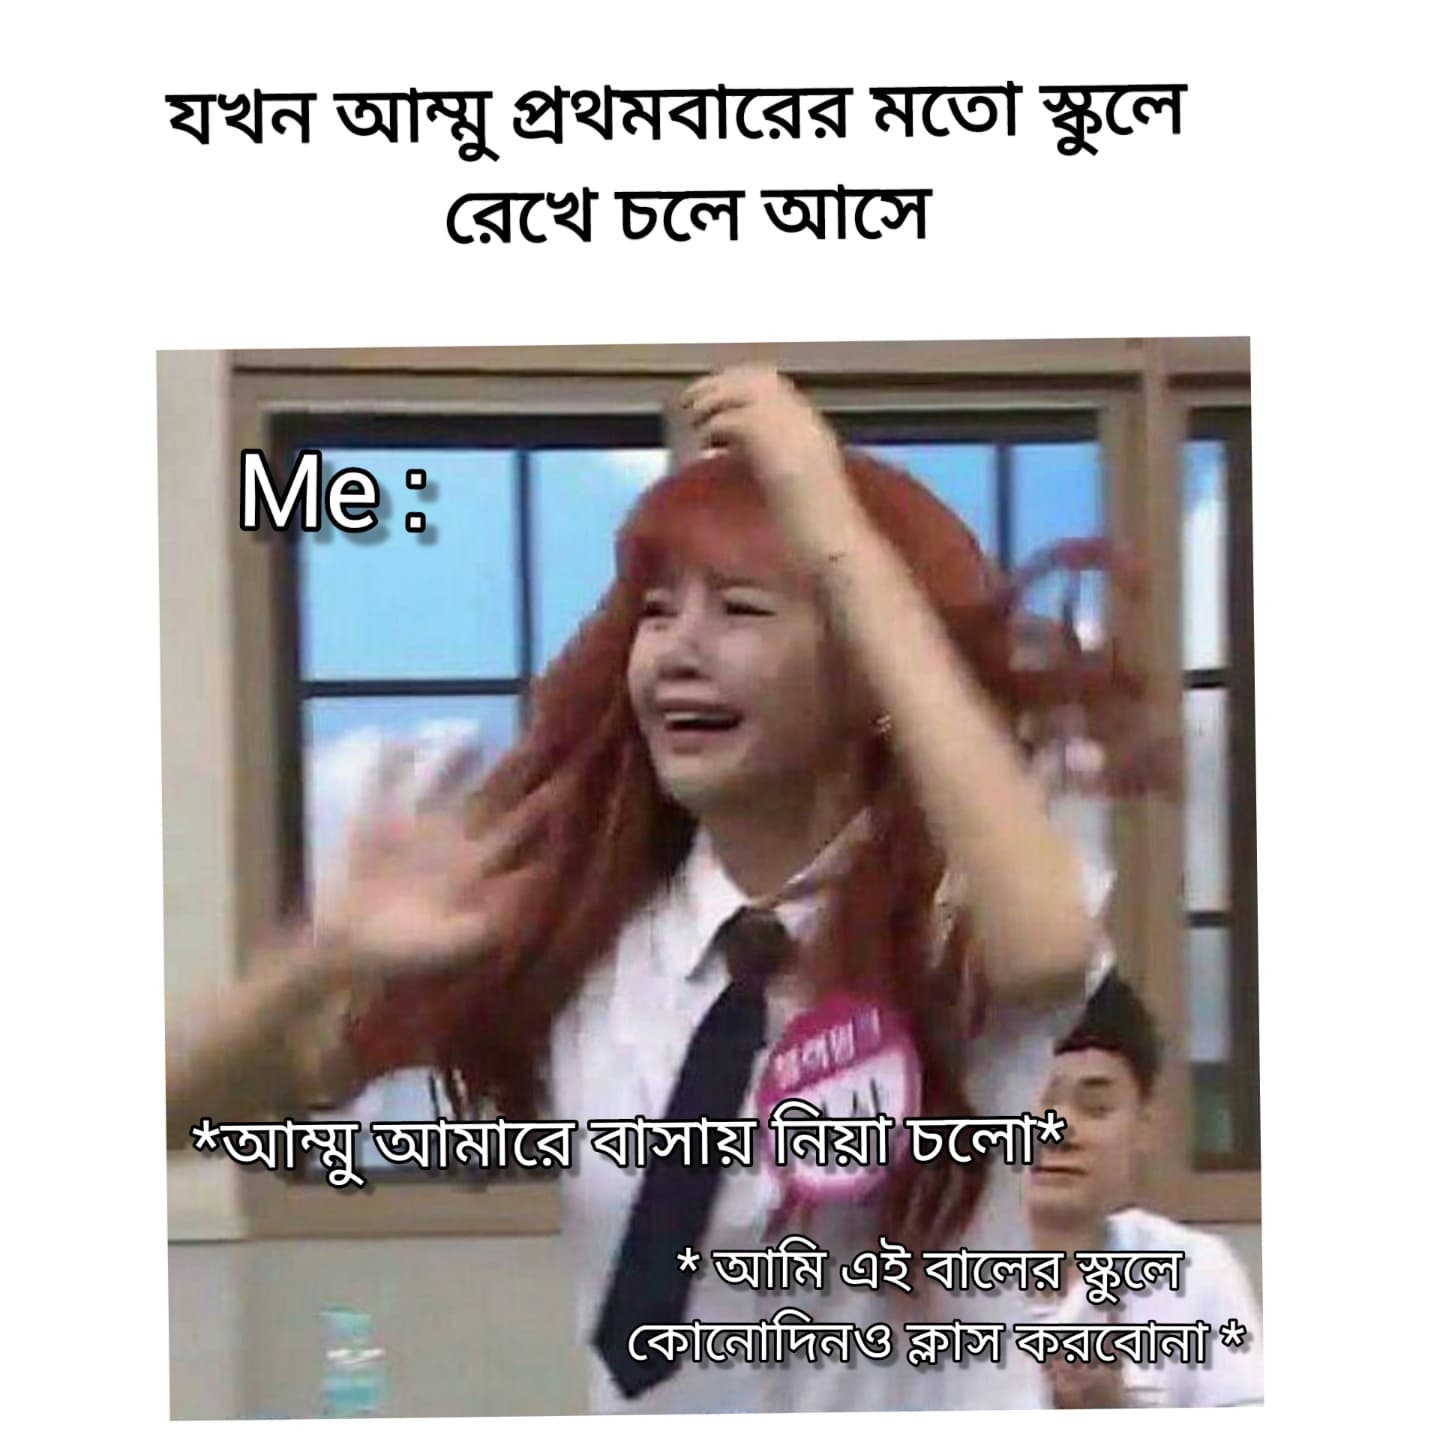 যখন আম্মু প্রথমবারের মতো স্কুলে
রেখে চলে আসে
Me :
*আম্মু আমারে বাসায় নিয়া চলো*
* আমি এই বালের স্কুলে
কোনোদিনও ক্লাস করবোনা *